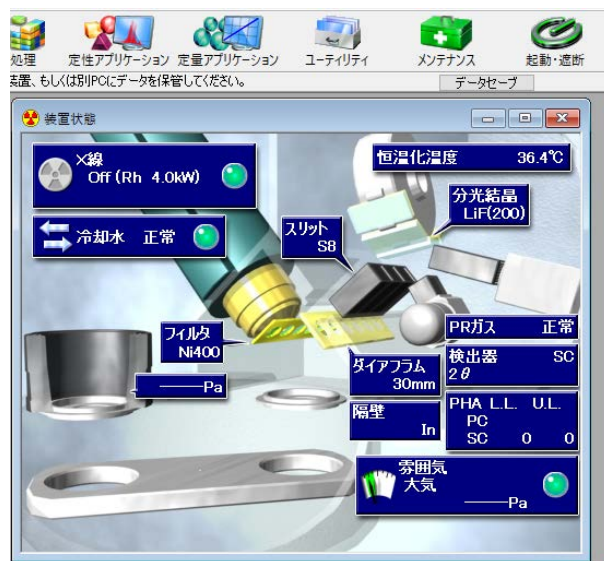 処理 定性アプリケーション 定量アプリケーション ユーティリティ メンテナンス 起動・遮断
装置、もしくは別PCにデータを保管してください。 データセーブ
装置状態
X線
Off (Rh 4.0kW)
恒温化温度 36.4℃
分光結晶
LiF(200)
冷却水 正常
スリット
S8
フィルタ
Ni400
PRガス 正常
ダイアフラム
30mm
検出器 SC
2θ
――Pa
隔壁
In
PHA L.L. U.L.
PC
SC 0 0
雰囲気
大気
――Pa